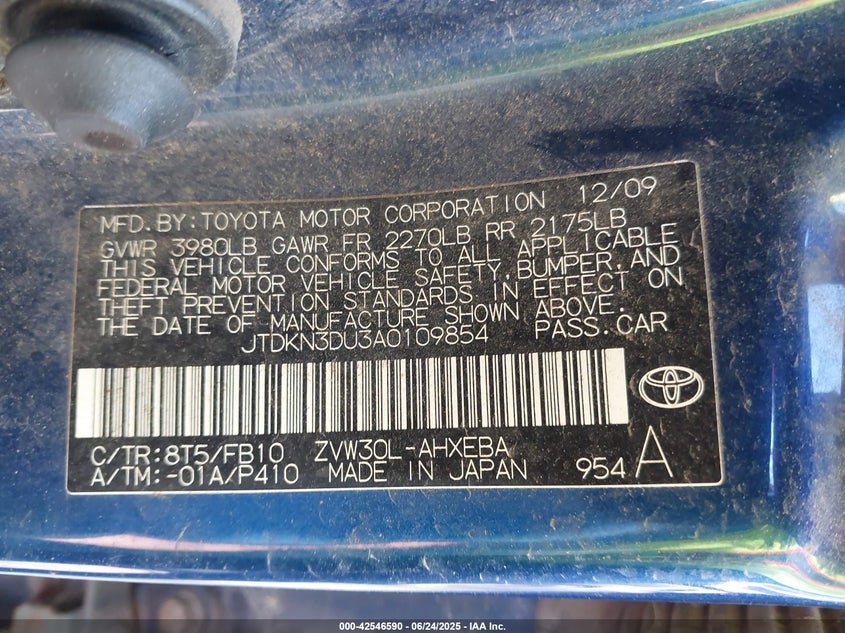 MFD.BY:TOYOTA MOTOR CORPORATION 12/09
GVWR 3980LB GAWR FR 2270LB RR 2175LB
THIS VEHICLE CONFORMS TO ALL APPLICABLE
FEDERAL MOTOR VEHICLE SAFETY,BUMPER,AND
THEFT PREVENTION STANDARDS IN EFFECT ON
THE DATE OF MANUFACTURE SHOWN ABOVE.
JTDKN3DU3A0109854 PASS.CAR
C/TR:8T5/FB10 ZVW30L-AHXEBA
A/TM:-01A/P410 MADE IN JAPAN 954 A
000-42546590 - 06/24/2025 - IAA Inc.